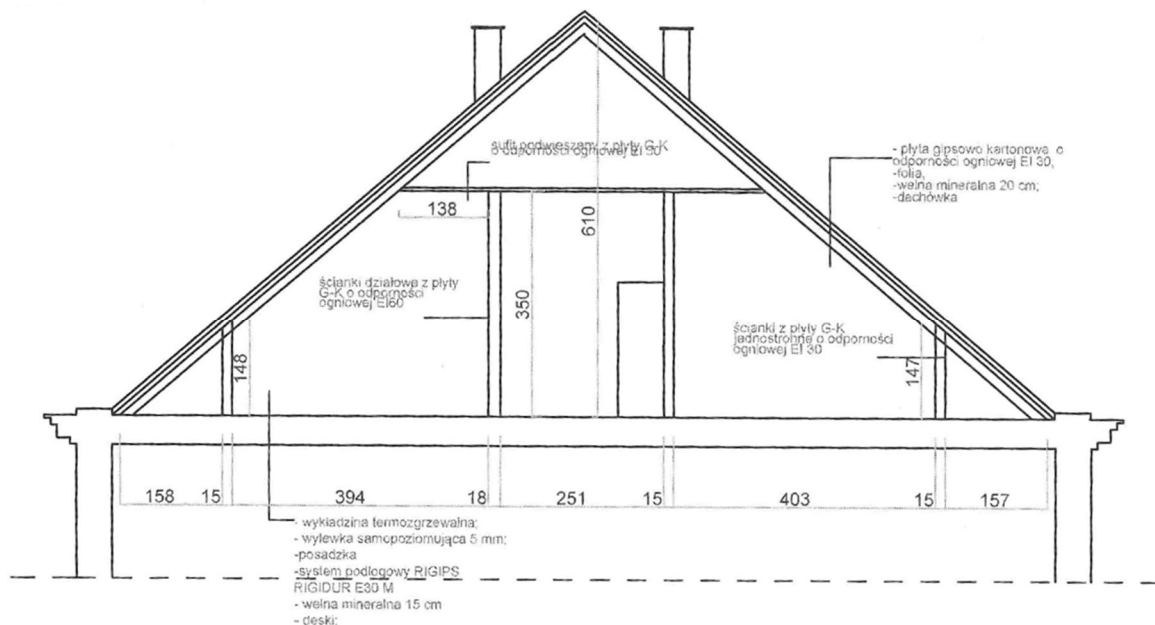 sufit podwieszany z płyty G-K
o odporności ogniowej EI 30
- płyta gipsowo kartonowa o
odporności ogniowej EI 30,
-folia,
-wełna mineralna 20 cm;
-dachówka
138
610
350
ścianki działowe z płyty
G-K o odporności
ogniowej EI60
ścianki z płyty G-K
jednostronne o odporności
ogniowej EI 30
148
147
158 15 394 18 251 15 403 15 157
- wykładzina termozgrzewalna;
- wylewka samopoziomująca 5 mm;
-posadzka
-system podłogowy RIGIPS
RIGIDUR E30 M
- wełna mineralna 15 cm
- deski;